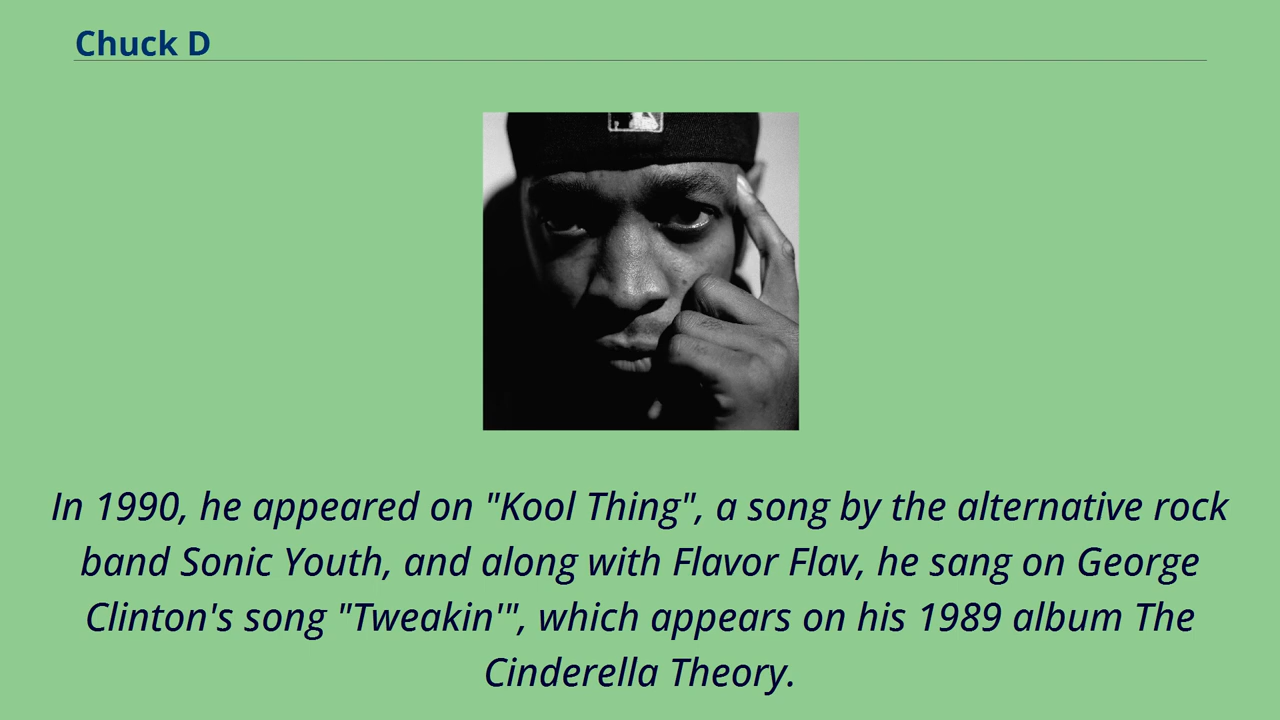 Chuck D
In 1990, he appeared on "Kool Thing", a song by the alternative rock
band Sonic Youth, and along with Flavor Flav, he sang on George
Clinton's song "Tweakin'", which appears on his 1989 album The
Cinderella Theory.